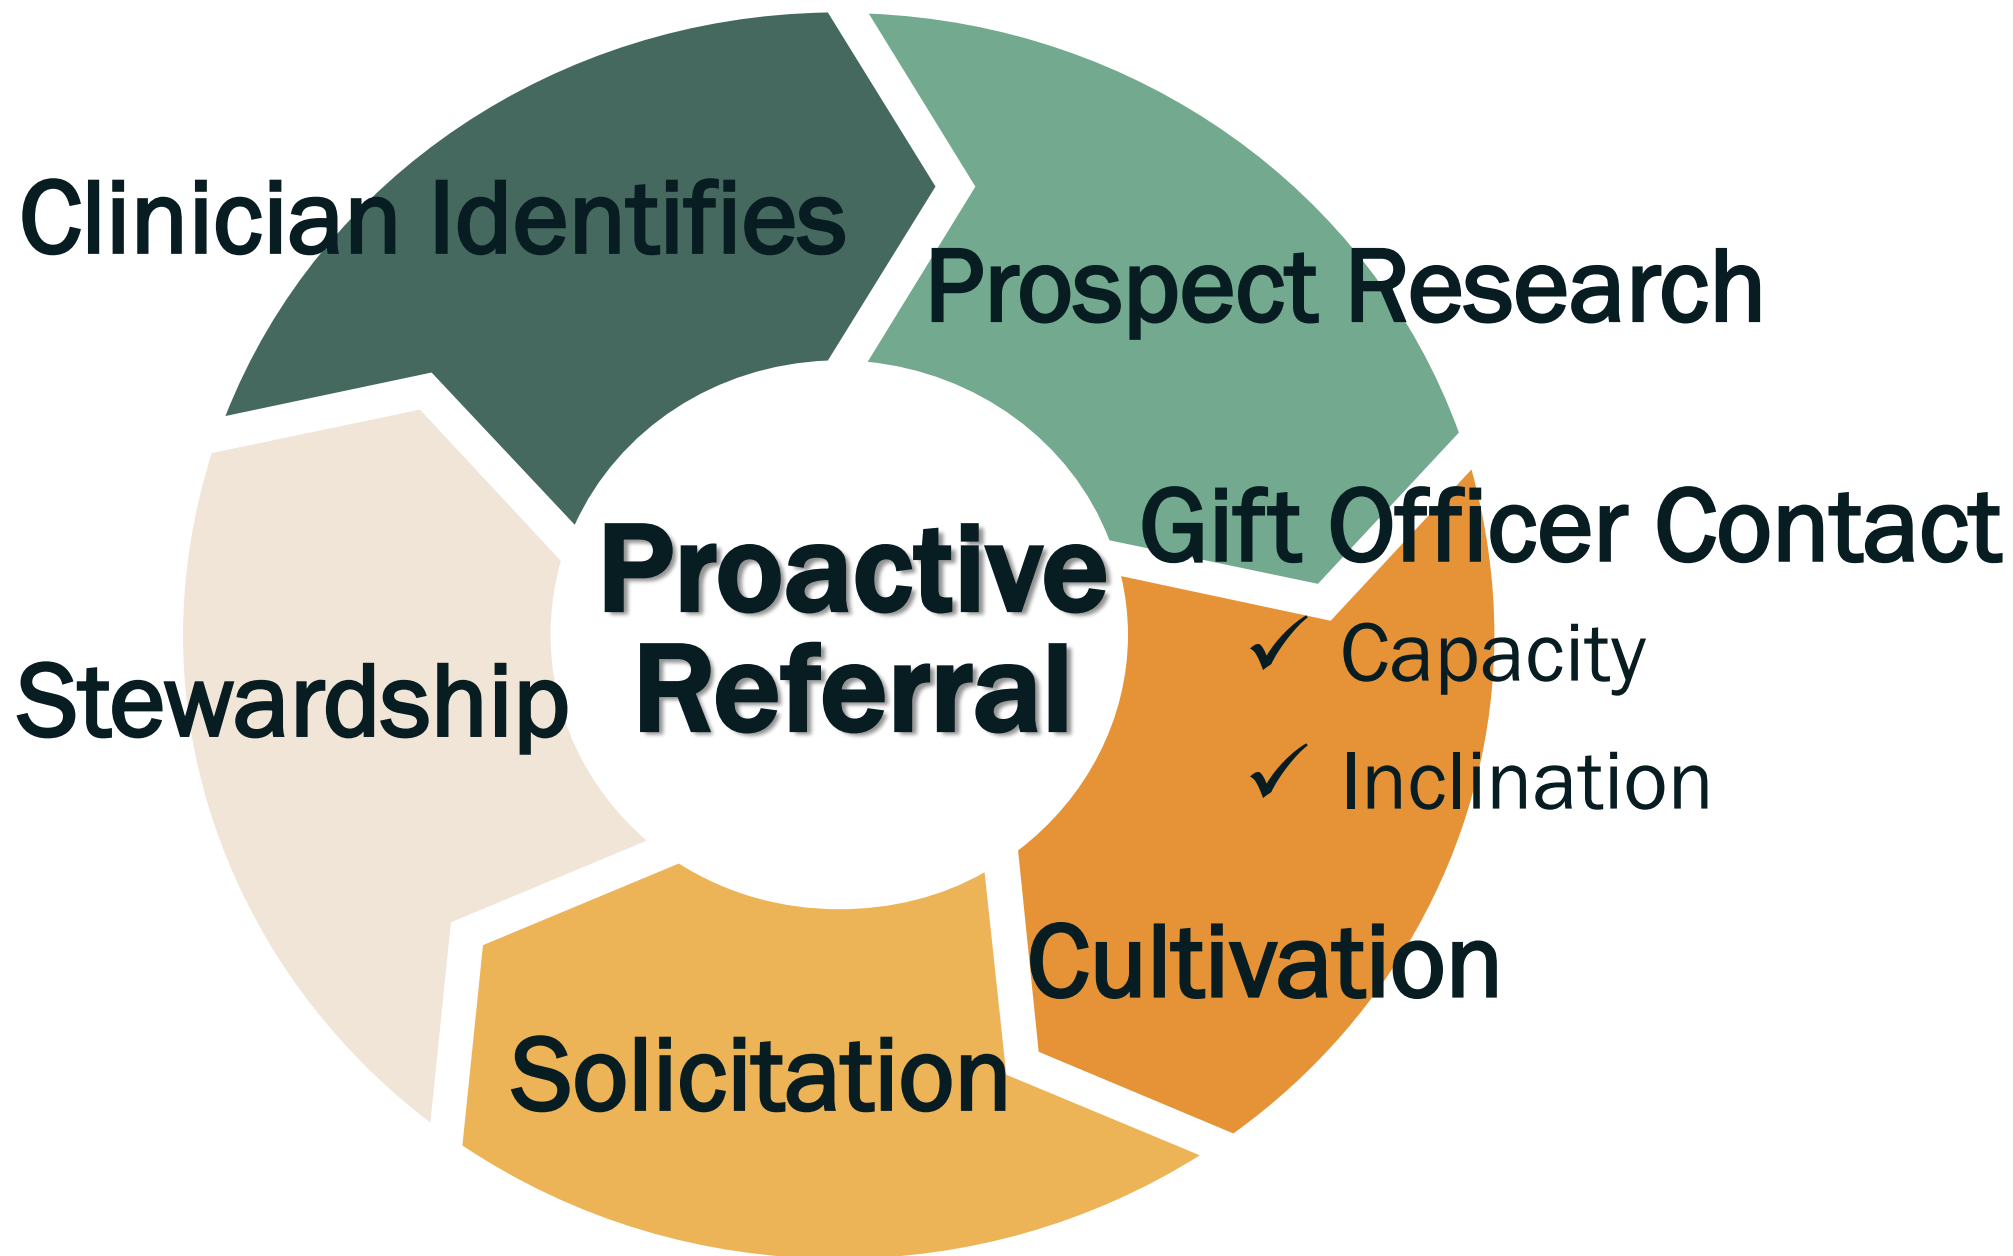 Clinician Identifies
Prospect Research
Gift Officer Contact
✓ Capacity
✓ Inclination
Cultivation
Solicitation
Stewardship
Proactive
Referral